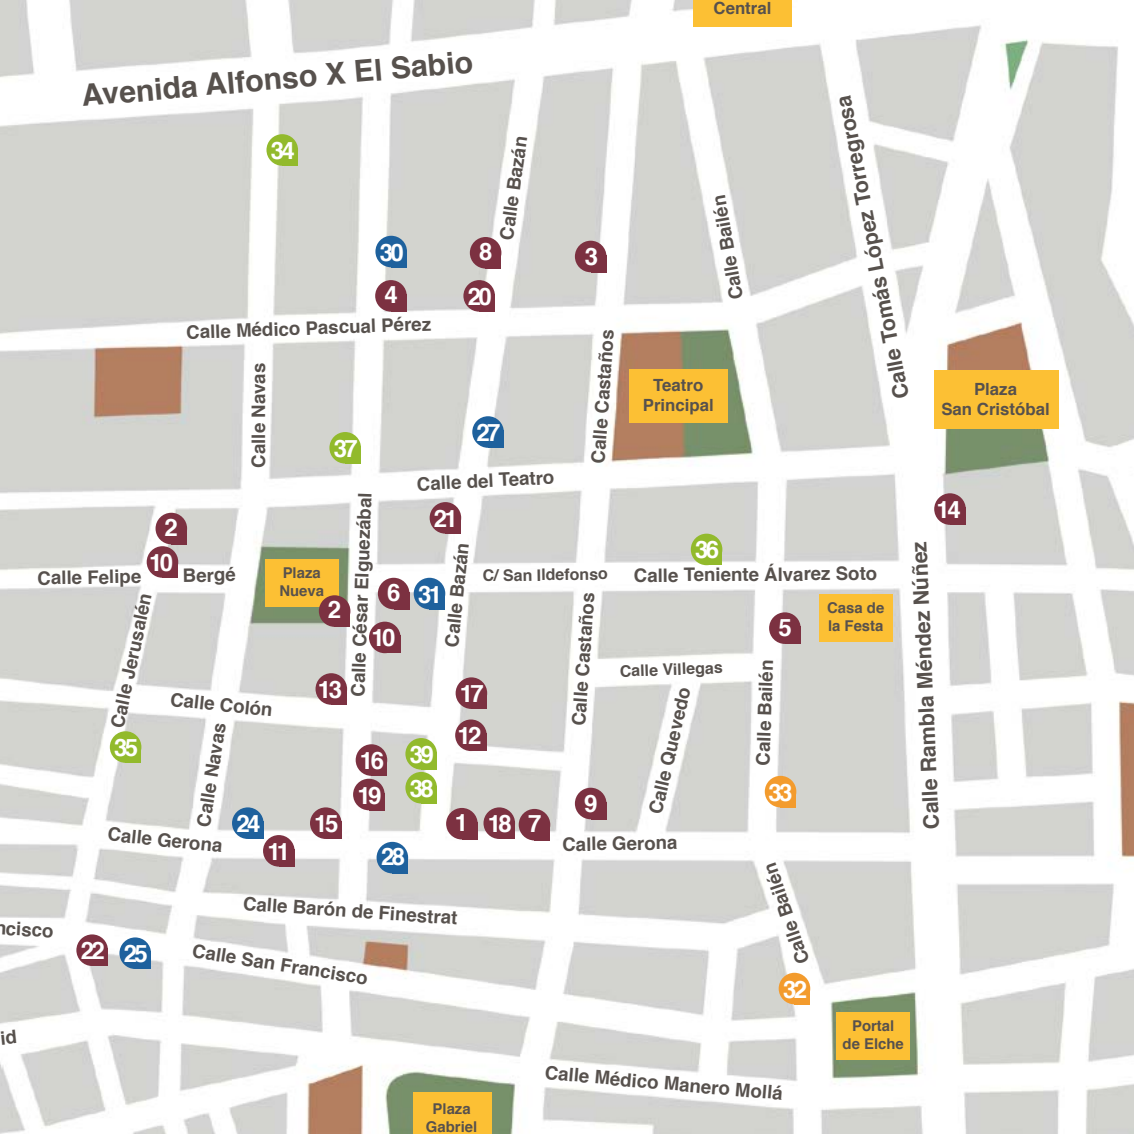 Central
Avenida Alfonso X El Sabio
34
Calle Bazán
Calle Tomás López Torregrosa
Calle Bailén
30
8
3
4
20
Calle Médico Pascual Pérez
Calle Navas
Calle Castaños
Teatro
Principal
Plaza
San Cristóbal
37
27
Calle del Teatro
2
21
14
10
Calle Felipe
Bergé
Plaza
Nueva
2
Calle César Elguezábal
6
31
10
Calle Bazán
C/ San Ildefonso
36
Calle Teniente Álvarez Soto
Casa de
la Festa
5
Calle Rambla Méndez Núñez
Calle Jerusalén
Calle Castaños
Calle Villegas
Calle Bailén
Calle Quevedo
13
17
Calle Colón
12
35
Calle Navas
16
39
19
38
33
9
24
15
1
18
7
Calle Gerona
11
28
Calle Gerona
Calle Bailén
Calle Barón de Finestrat
ncisco
22
25
Calle San Francisco
32
Portal
de Elche
id
Calle Médico Manero Mollá
Plaza
Gabriel